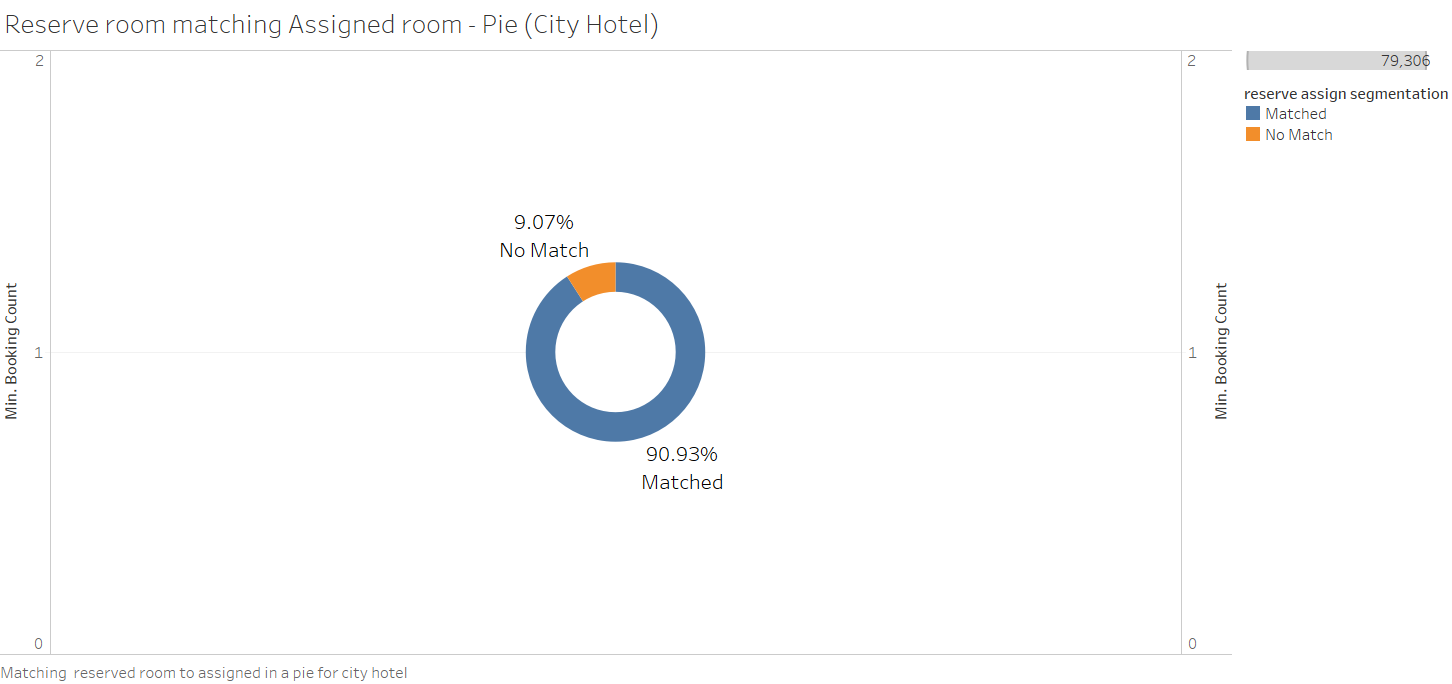 Reserve room matching Assigned room - Pie (City Hotel)
2
2
79,306
reserve assign segmentation
Matched
No Match
9.07%
No Match
Min. Booking Count
1
1
Min. Booking Count
90.93%
Matched
0
0
Matching  reserved room to assigned in a pie for city hotel